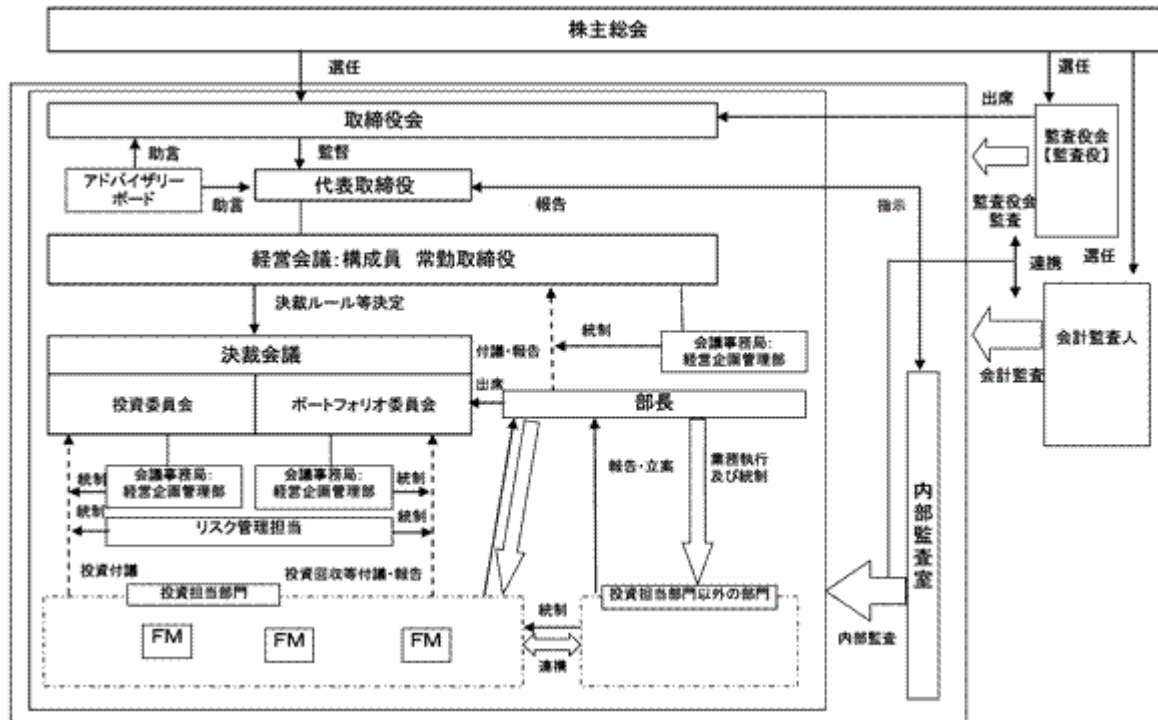 株主総会
選任
選任
出席
取締役会
監査役会
【監査役】
助言
監督
アドバイザリー
ボード
代表取締役
助言
報告
指示
監査役会
監査
経営会議:構成員 常勤取締役
連携
選任
決裁ルール等決定
会計監査人
統制
会議事務局:
経営企画管理部
付議・報告
決裁会議
会計監査
出席
投資委員会
ポートフォリオ委員会
部長
会議事務局:
経営企画管理部
会議事務局:
経営企画管理部
統制
統制
報告・立案
業務執行
及び統制
内部監査室
統制
リスク管理担当
統制
投資付議
投資回収等付議・報告
投資担当部門
投資担当部門以外の部門
FM
FM
FM
統制
連携
内部監査